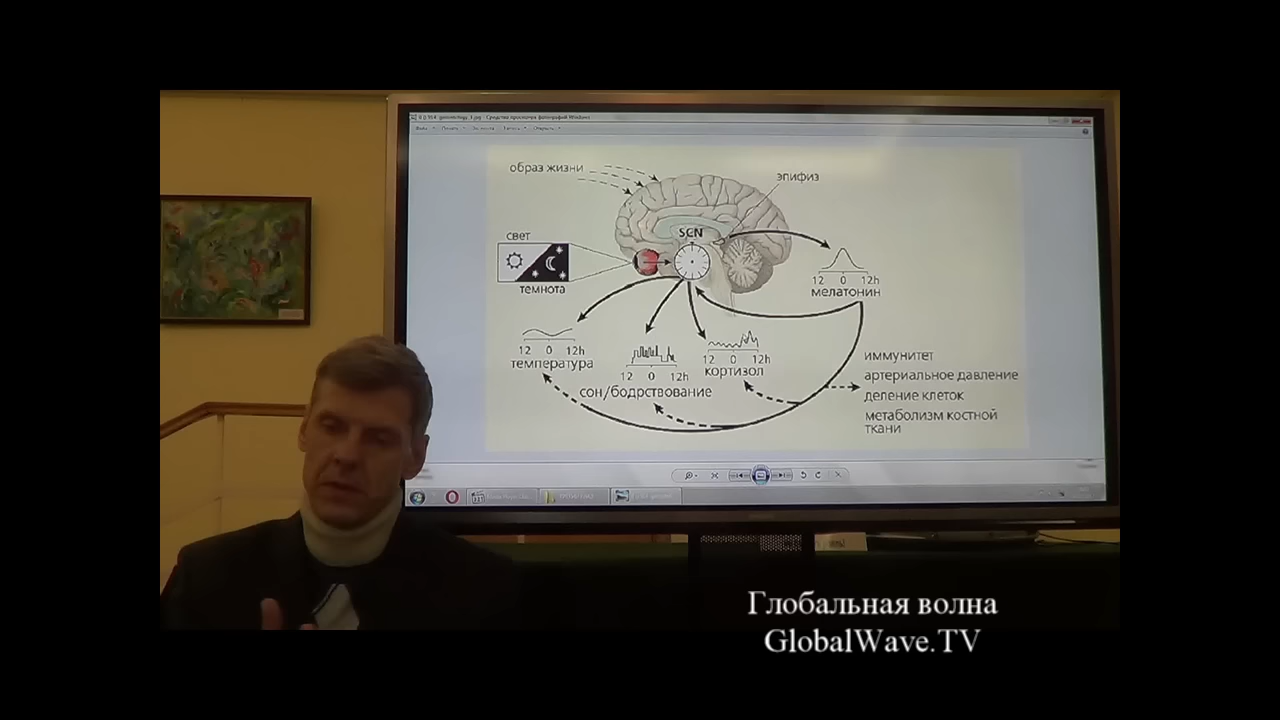 образ жизни
эпифиз
свет
SCN
темнота
12 0 12h
мелатонин
12 0 12h
температура
12 0 12h
сон/бодрствование
12 0 12h
кортизол
иммунитет
артериальное давление
деление клеток
метаболизм костной
ткани
Глобальная волна
GlobalWave.TV